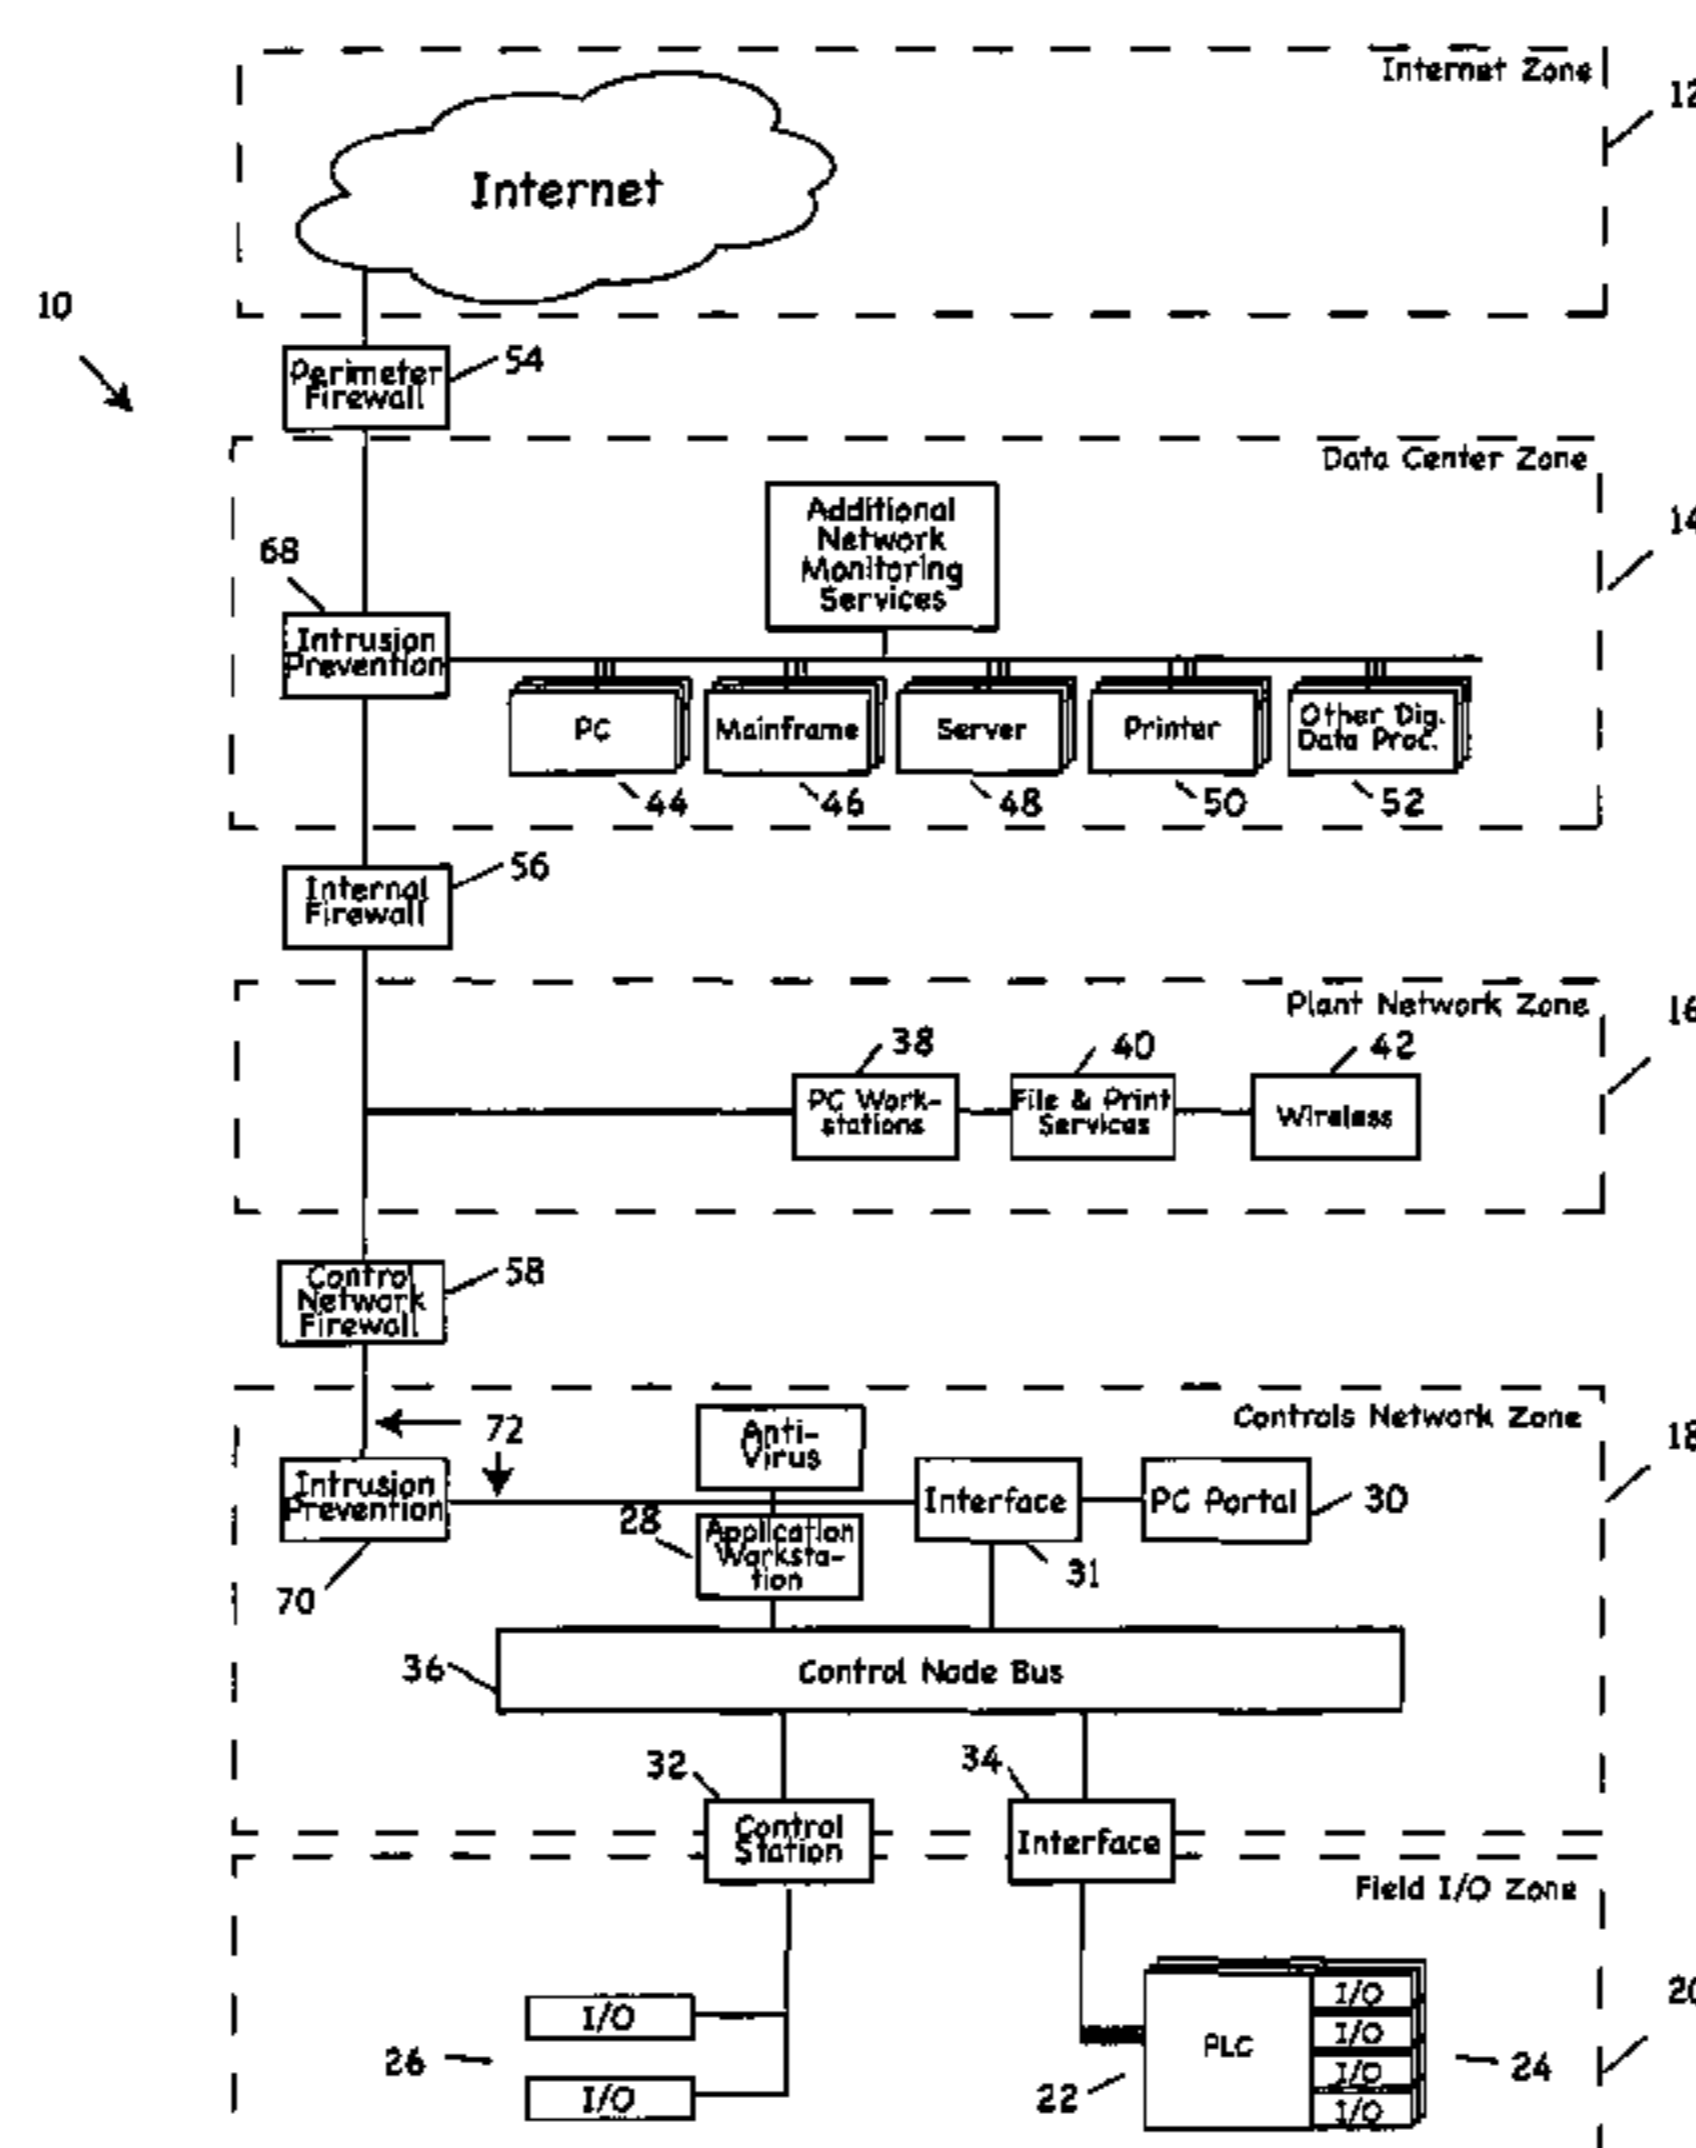 Internet Zone
12
Internet
10
Perimeter
Firewall
54
Data Center Zone
14
Additional
Network
Monitoring
Services
68
Intrusion
Prevention
PC
Mainframe
Server
Printer
Other Dig.
Data Proc.
44
46
48
50
52
Internal
Firewall
56
Plant Network Zone
16
38
40
42
PC Work-
stations
File & Print
Services
Wireless
Control
Network
Firewall
58
Controls Network Zone
18
72
Anti-
Virus
Intrusion
Prevention
Interface
PC Portal
30
28
Application
Worksta-
tion
31
70
36
Control Node Bus
32
34
Control
Station
Interface
Field I/O Zone
20
I/O
I/O
26
PLC
I/O
I/O
I/O
I/O
22
24